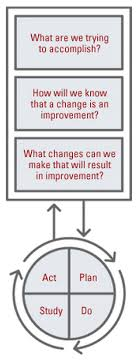 What are we trying
to accomplish?
How will we know
that a change is an
improvement?
What changes can we
make that will result
in improvement?
Act
Plan
Study
Do